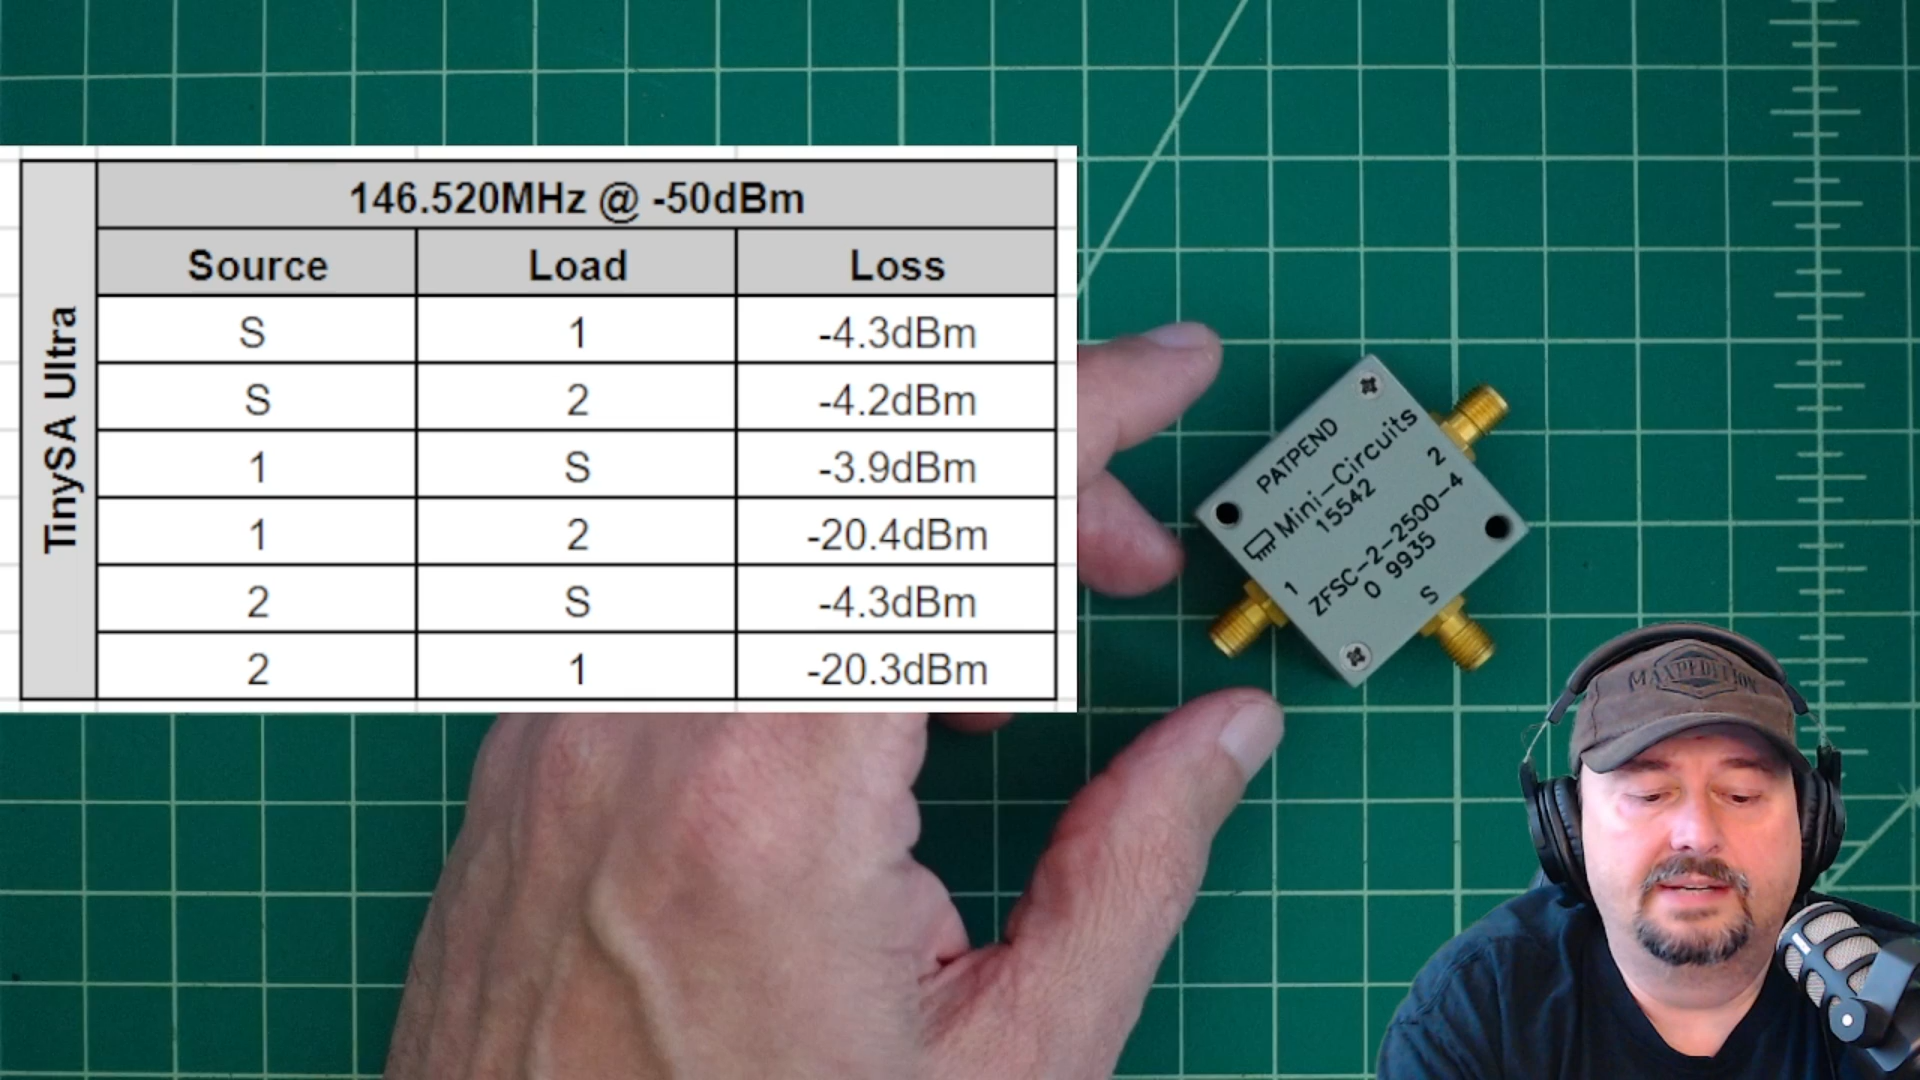 TinySA Ultra
146.520MHz @ -50dBm
Source Load Loss
S 1 -4.3dBm
S 2 -4.2dBm
1 S -3.9dBm
1 2 -20.4dBm
2 S -4.3dBm
2 1 -20.3dBm
PATPEND
Mini-Circuits
15542
2
1
ZFSC-2-2500-4
0 9935
S
MAXPEDITION